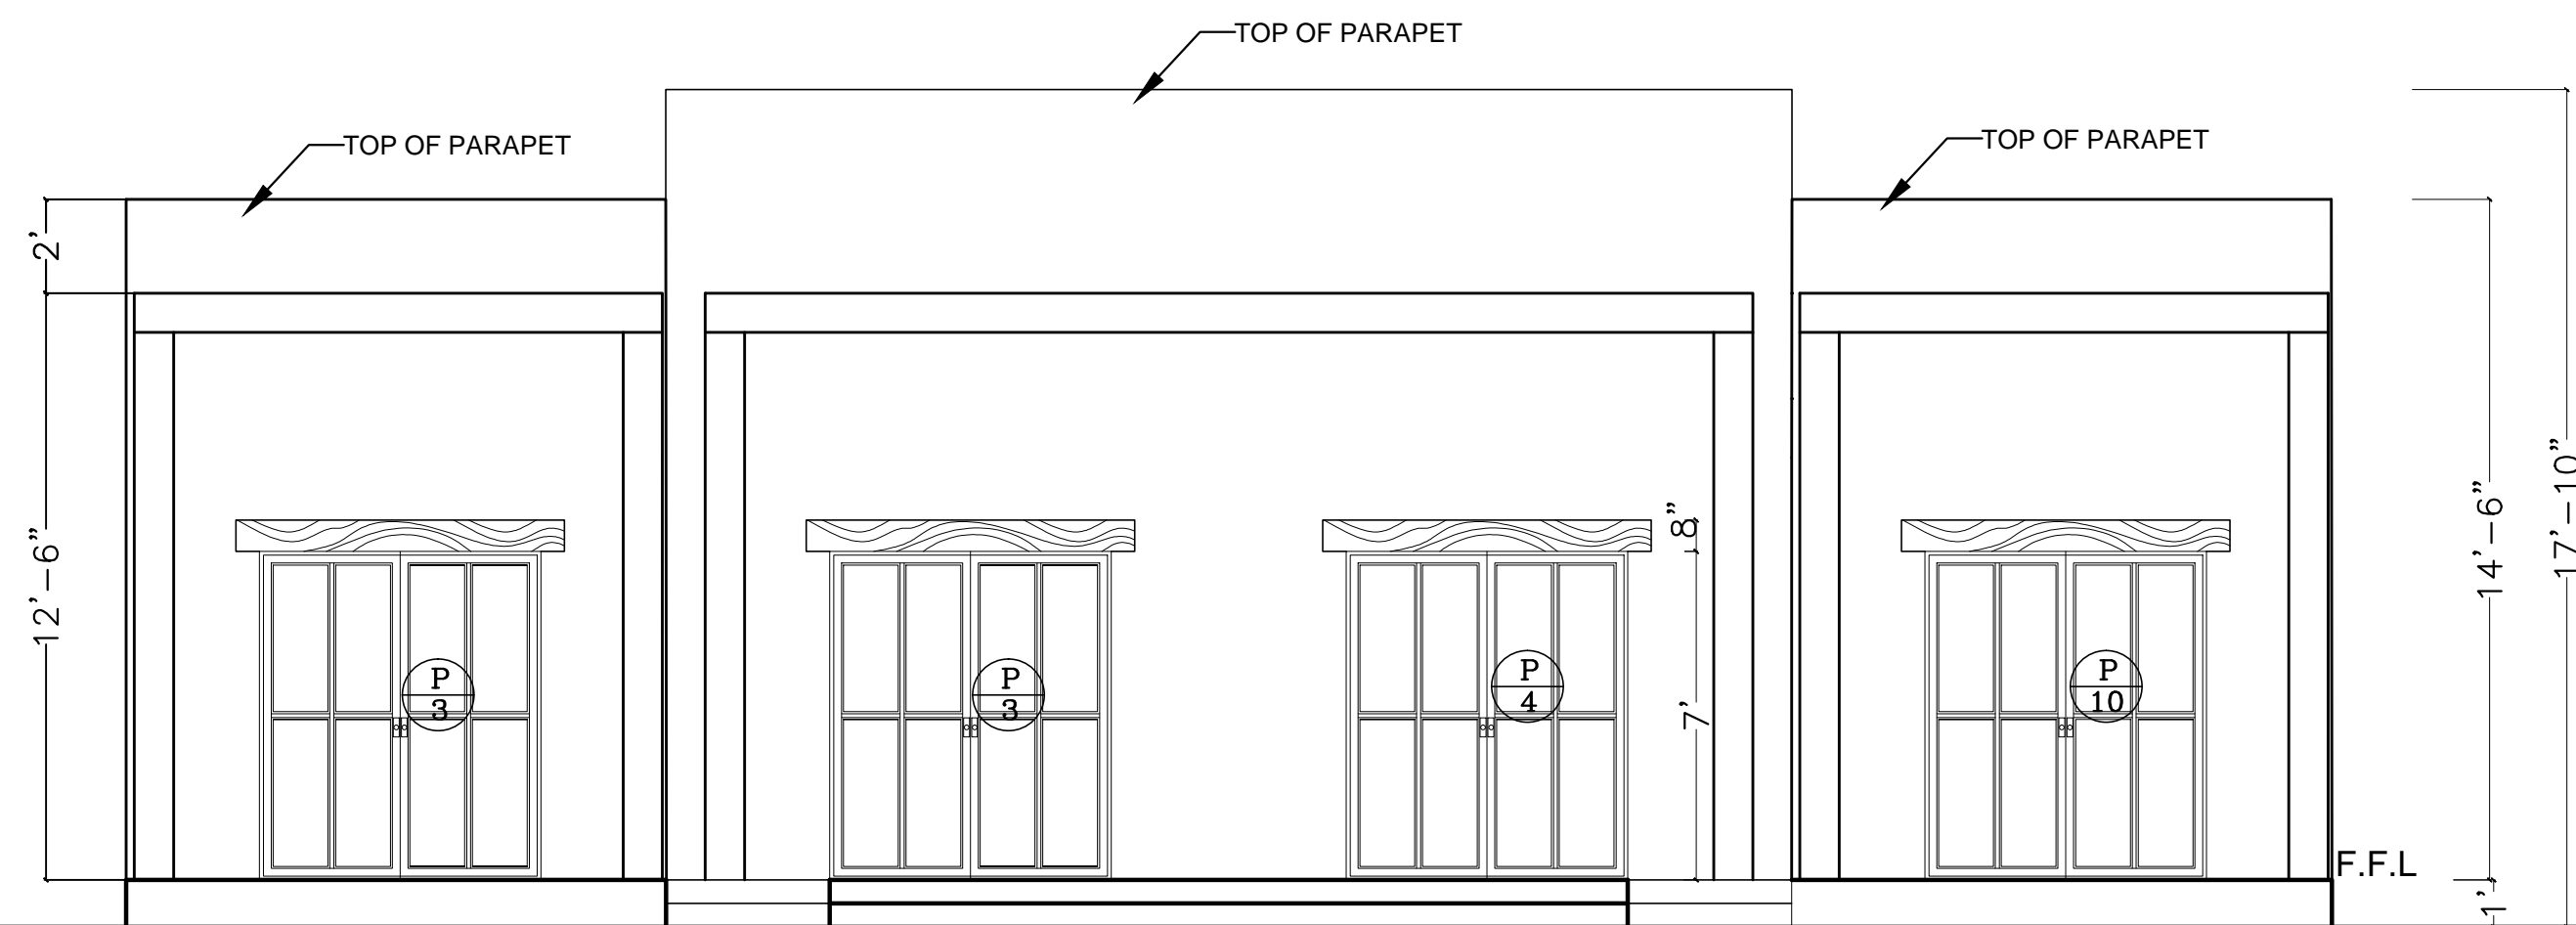 TOP OF PARAPET
TOP OF PARAPET
TOP OF PARAPET
2'
12'-6"
8"
7'
14'-6"
17'-10"
P
3
P
3
P
4
P
10
F.F.L
1'